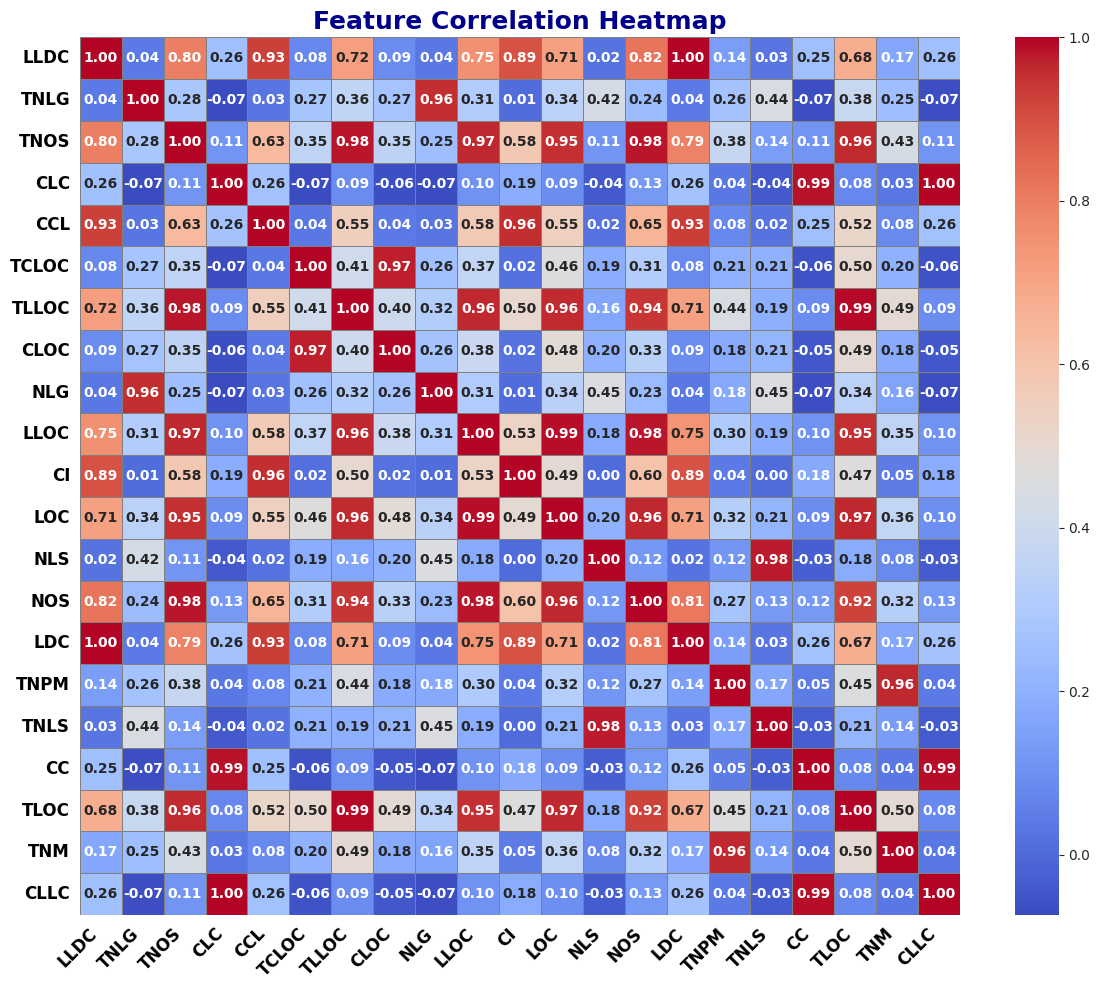 Feature Correlation Heatmap
LLDC 1.00 0.04 0.80 0.26 0.93 0.08 0.72 0.09 0.04 0.75 0.89 0.71 0.02 0.82 1.00 0.14 0.03 0.25 0.68 0.17 0.26
TNLG 0.04 1.00 0.28 -0.07 0.03 0.27 0.36 0.27 0.96 0.31 0.01 0.34 0.42 0.24 0.04 0.26 0.44 -0.07 0.38 0.25 -0.07
TNOS 0.80 0.28 1.00 0.11 0.63 0.35 0.98 0.35 0.25 0.97 0.58 0.95 0.11 0.98 0.79 0.38 0.14 0.11 0.96 0.43 0.11
CLC 0.26 -0.07 0.11 1.00 0.26 -0.07 0.09 -0.06 -0.07 0.10 0.19 0.09 -0.04 0.13 0.26 0.04 -0.04 0.99 0.08 0.03 1.00
CCL 0.93 0.03 0.63 0.26 1.00 0.04 0.55 0.04 0.03 0.58 0.96 0.55 0.02 0.65 0.93 0.08 0.02 0.25 0.52 0.08 0.26
TCLOC 0.08 0.27 0.35 -0.07 0.04 1.00 0.41 0.97 0.26 0.37 0.02 0.46 0.19 0.31 0.08 0.21 0.21 -0.06 0.50 0.20 -0.06
TLLOC 0.72 0.36 0.98 0.09 0.55 0.41 1.00 0.40 0.32 0.96 0.50 0.96 0.16 0.94 0.71 0.44 0.19 0.09 0.99 0.49 0.09
CLOC 0.09 0.27 0.35 -0.06 0.04 0.97 0.40 1.00 0.26 0.38 0.02 0.48 0.20 0.33 0.09 0.18 0.21 -0.05 0.49 0.18 -0.05
NLG 0.04 0.96 0.25 -0.07 0.03 0.26 0.32 0.26 1.00 0.31 0.01 0.34 0.45 0.23 0.04 0.18 0.45 -0.07 0.34 0.16 -0.07
LLOC 0.75 0.31 0.97 0.10 0.58 0.37 0.96 0.38 0.31 1.00 0.53 0.99 0.18 0.98 0.75 0.30 0.19 0.10 0.95 0.35 0.10
CI 0.89 0.01 0.58 0.19 0.96 0.02 0.50 0.02 0.01 0.53 1.00 0.49 0.00 0.60 0.89 0.04 0.00 0.18 0.47 0.05 0.18
LOC 0.71 0.34 0.95 0.09 0.55 0.46 0.96 0.48 0.34 0.99 0.49 1.00 0.20 0.96 0.71 0.32 0.21 0.09 0.97 0.36 0.10
NLS 0.02 0.42 0.11 -0.04 0.02 0.19 0.16 0.20 0.45 0.18 0.00 0.20 1.00 0.12 0.02 0.12 0.98 -0.03 0.18 0.08 -0.03
NOS 0.82 0.24 0.98 0.13 0.65 0.31 0.94 0.33 0.23 0.98 0.60 0.96 0.12 1.00 0.81 0.27 0.13 0.12 0.92 0.32 0.13
LDC 1.00 0.04 0.79 0.26 0.93 0.08 0.71 0.09 0.04 0.75 0.89 0.71 0.02 0.81 1.00 0.14 0.03 0.26 0.67 0.17 0.26
TNPM 0.14 0.26 0.38 0.04 0.08 0.21 0.44 0.18 0.18 0.30 0.04 0.32 0.12 0.27 0.14 1.00 0.17 0.05 0.45 0.96 0.04
TNLS 0.03 0.44 0.14 -0.04 0.02 0.21 0.19 0.21 0.45 0.19 0.00 0.21 0.98 0.13 0.03 0.17 1.00 -0.03 0.21 0.14 -0.03
CC 0.25 -0.07 0.11 0.99 0.25 -0.06 0.09 -0.05 -0.07 0.10 0.18 0.09 -0.03 0.12 0.26 0.05 -0.03 1.00 0.08 0.04 0.99
TLOC 0.68 0.38 0.96 0.08 0.52 0.50 0.99 0.49 0.34 0.95 0.47 0.97 0.18 0.92 0.67 0.45 0.21 0.08 1.00 0.50 0.08
TNM 0.17 0.25 0.43 0.03 0.08 0.20 0.49 0.18 0.16 0.35 0.05 0.36 0.08 0.32 0.17 0.96 0.14 0.04 0.50 1.00 0.04
CLLC 0.26 -0.07 0.11 1.00 0.26 -0.06 0.09 -0.05 -0.07 0.10 0.18 0.10 -0.03 0.13 0.26 0.04 -0.03 0.99 0.08 0.04 1.00
LLDC TNLG TNOS CLC CCL TCLOC TLLOC CLOC NLG LLOC CI LOC NLS NOS LDC TNPM TNLS CC TLOC TNM CLLC
1.0
0.8
0.6
0.4
0.2
0.0